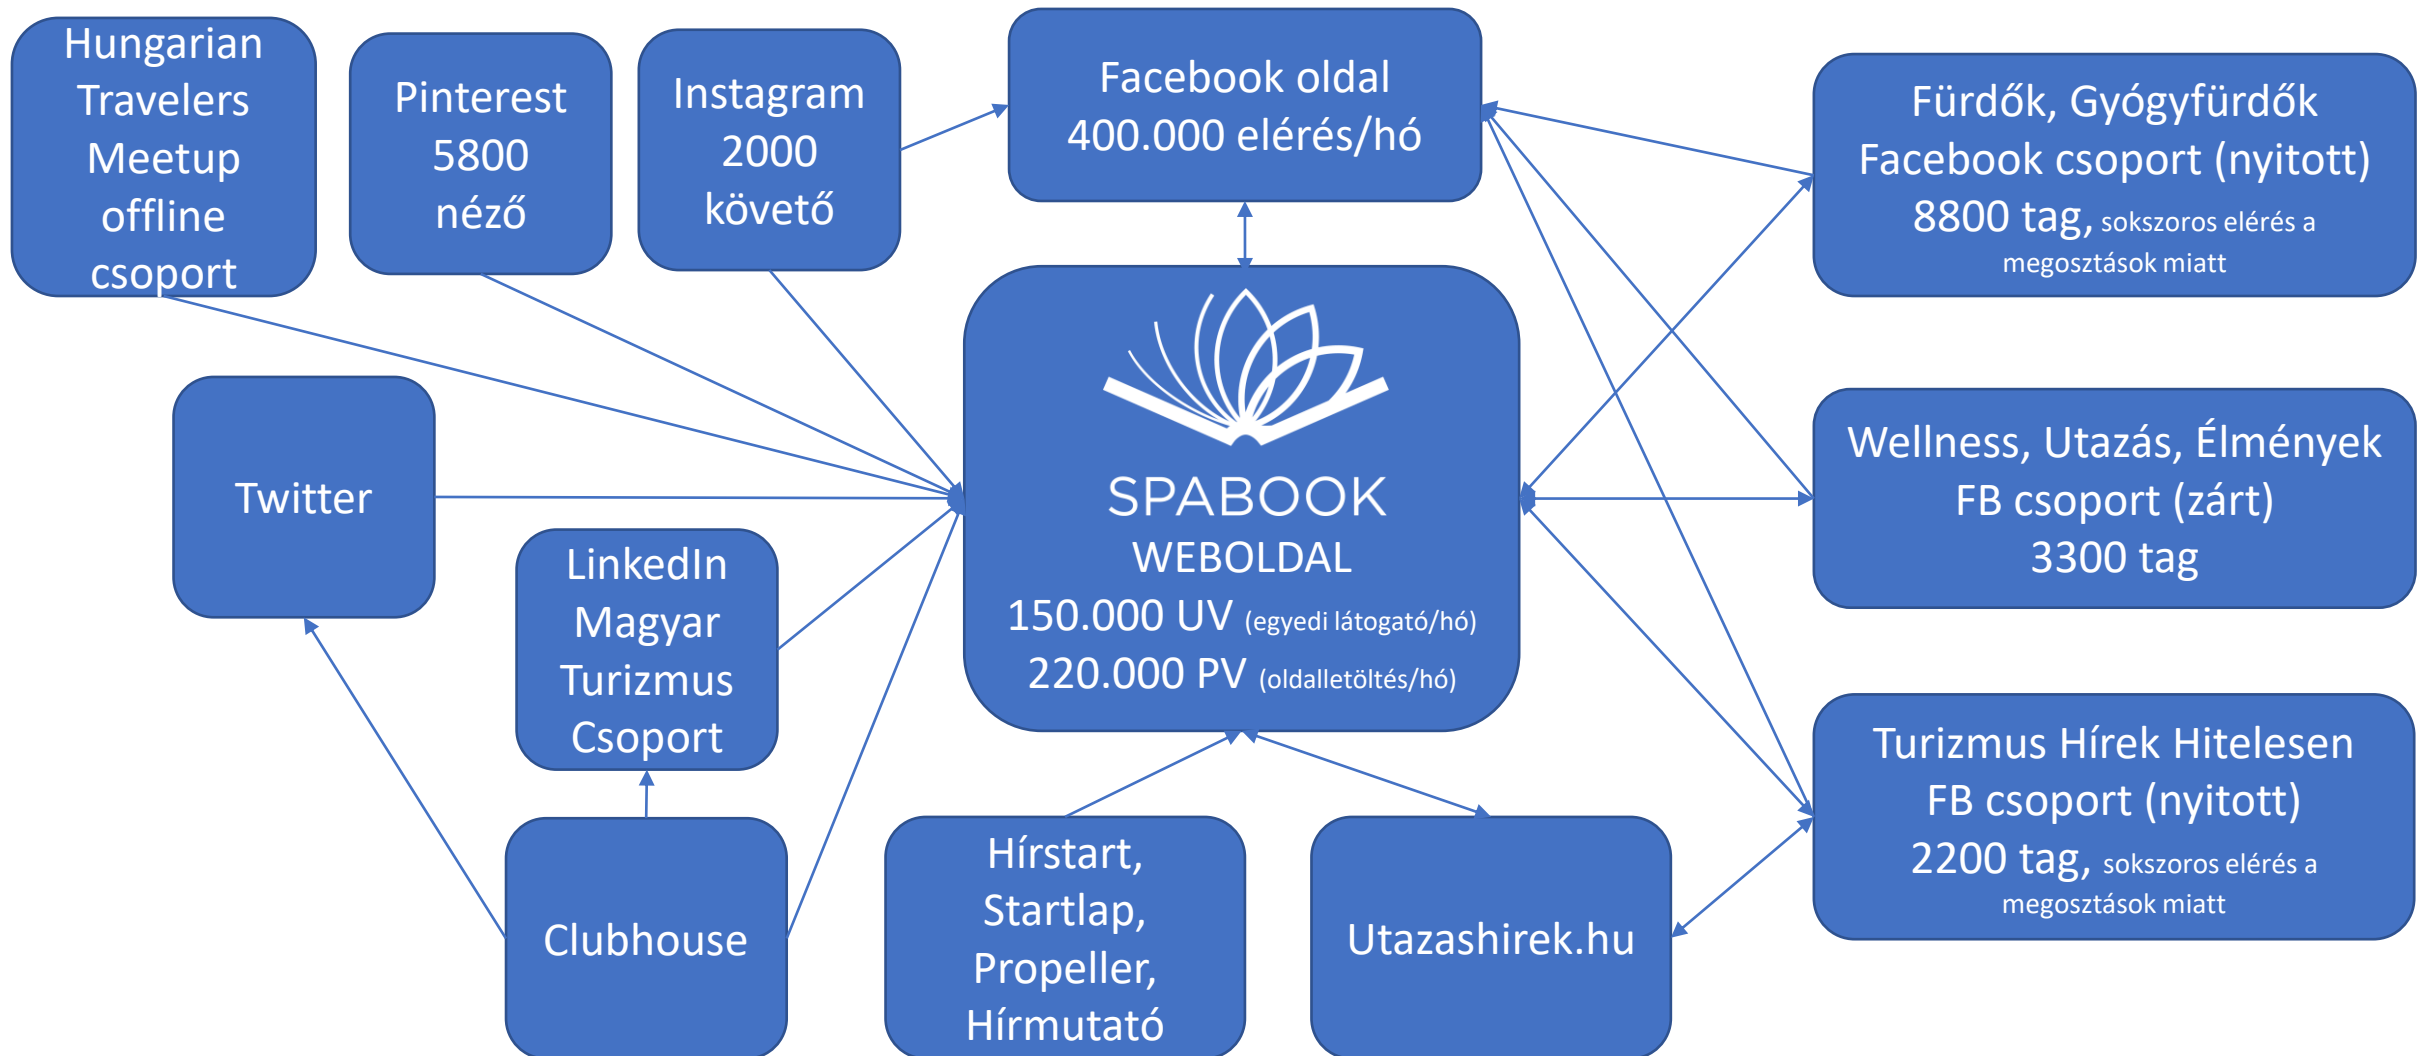 Hungarian
Travelers
Meetup
offline
csoport
Pinterest
5800
néző
Instagram
2000
követő
Facebook oldal
400.000 elérés/hó
Fürdők, Gyógyfürdők
Facebook csoport (nyitott)
8800 tag, sokszoros elérés a
megosztások miatt
Twitter
LinkedIn
Magyar
Turizmus
Csoport
SPABOOK
WEBOLDAL
150.000 UV (egyedi látogató/hó)
220.000 PV (oldalletöltés/hó)
Wellness, Utazás, Élmények
FB csoport (zárt)
3300 tag
Clubhouse
Hírstart,
Startlap,
Propeller,
Hírmutató
Utazashirek.hu
Turizmus Hírek Hitelesen
FB csoport (nyitott)
2200 tag, sokszoros elérés a
megosztások miatt